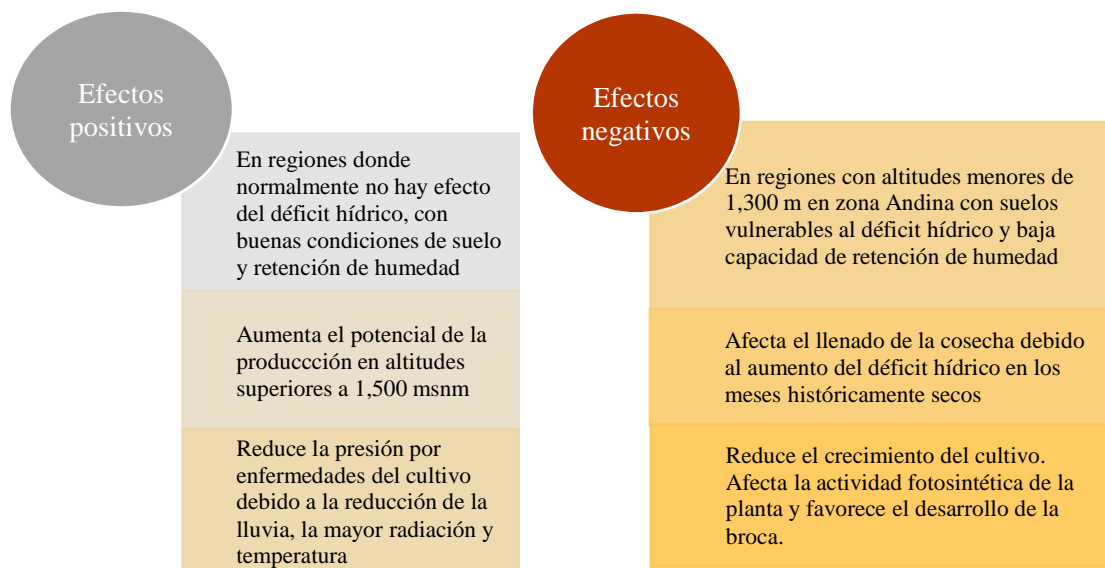 Efectos
positivos
En regiones donde
normalmente no hay efecto
del déficit hídrico, con
buenas condiciones de suelo
y retención de humedad
Aumenta el potencial de la
produccción en altitudes
superiores a 1,500 msnm
Reduce la presión por
enfermedades del cultivo
debido a la reducción de la
lluvia, la mayor radiación y
temperatura
Efectos
negativos
En regiones con altitudes menores de
1,300 m en zona Andina con suelos
vulnerables al déficit hídrico y baja
capacidad de retención de humedad
Afecta el llenado de la cosecha debido
al aumento del déficit hídrico en los
meses históricamente secos
Reduce el crecimiento del cultivo.
Afecta la actividad fotosintética de la
planta y favorece el desarrollo de la
broca.